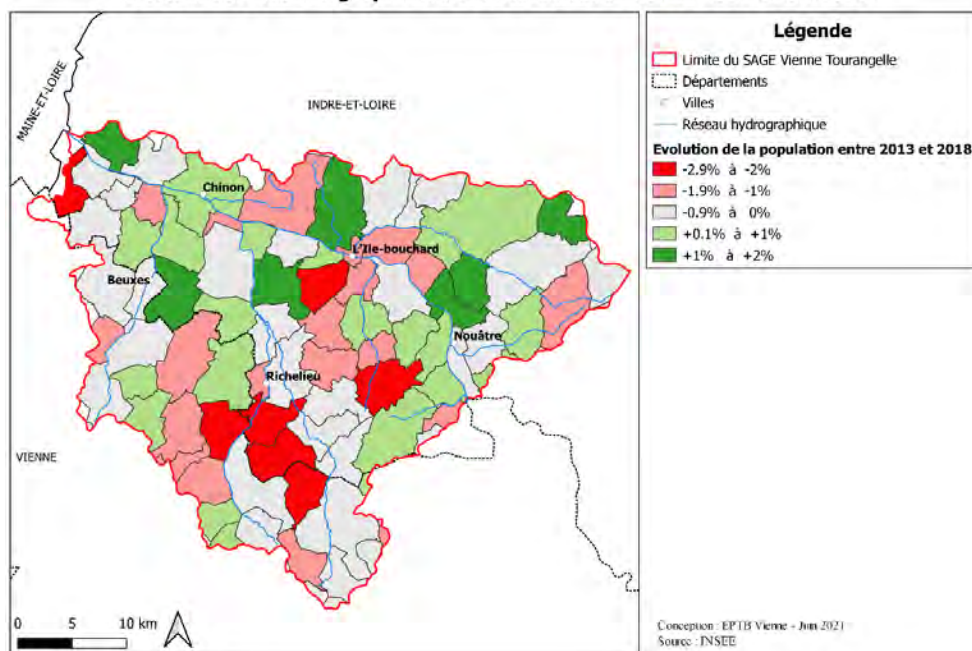 MAINE-ET-LOIRE
INDRE-ET-LOIRE
Chinon
L'Ile-bouchard
Beuxes
Nouâtre
Richelieu
VIENNE
0 5 10 km
Légende
Limite du SAGE Vienne Tourangelle
Départements
Villes
Réseau hydrographique
Evolution de la population entre 2013 et 2018
-2.9% à -2%
-1.9% à -1%
-0.9% à 0%
+0.1% à +1%
+1% à +2%
Conception : EPTB Vienne - Juin 2021
Source : INSEE